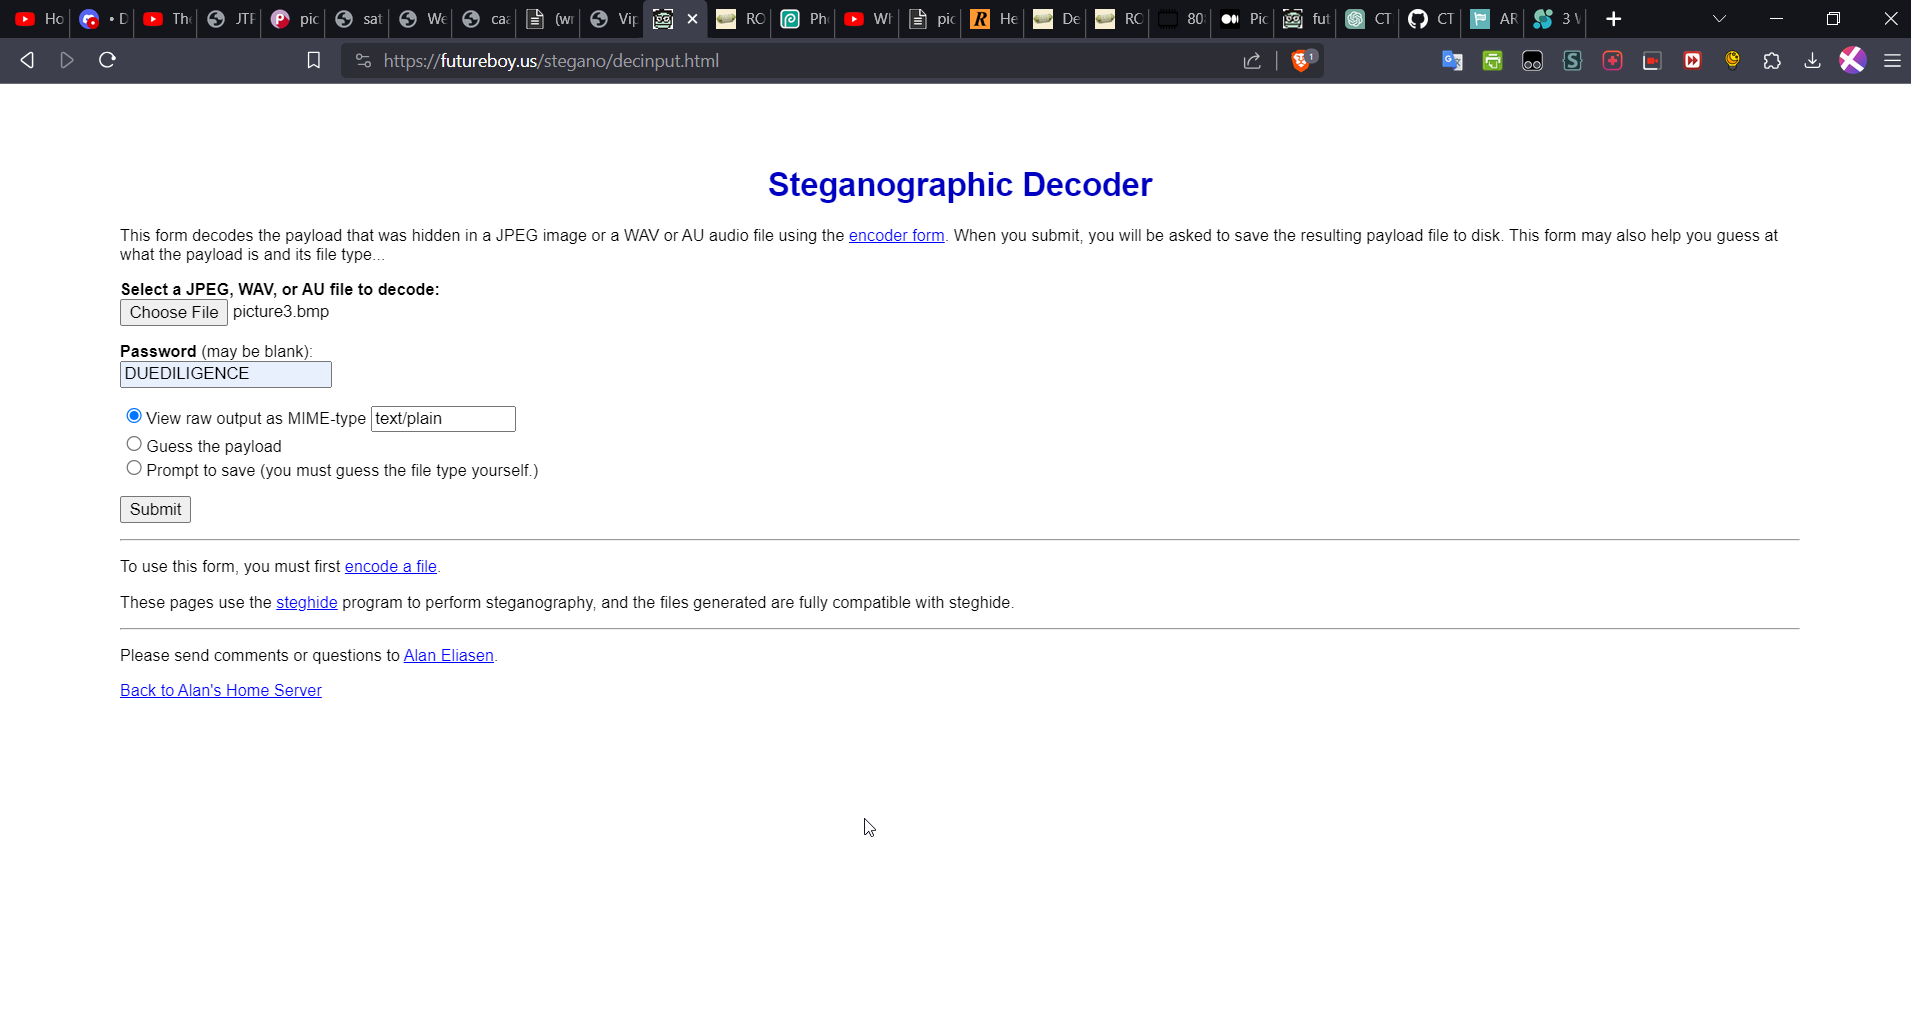 Ho
• D
Th
JTF
pic
sat
We
caa
(wr
Vip
RO
Ph
Wh
pic
He
De
RO
80
Pic
fut
CT
CT
AR
3 W
https://futureboy.us/stegano/decinput.html
1
Steganographic Decoder
This form decodes the payload that was hidden in a JPEG image or a WAV or AU audio file using the encoder form. When you submit, you will be asked to save the resulting payload file to disk. This form may also help you guess at
what the payload is and its file type...
Select a JPEG, WAV, or AU file to decode:
Choose File picture3.bmp
Password (may be blank):
DUEDILIGENCE
View raw output as MIME-type text/plain
Guess the payload
Prompt to save (you must guess the file type yourself.)
Submit
To use this form, you must first encode a file.
These pages use the steghide program to perform steganography, and the files generated are fully compatible with steghide.
Please send comments or questions to Alan Eliasen.
Back to Alan's Home Server